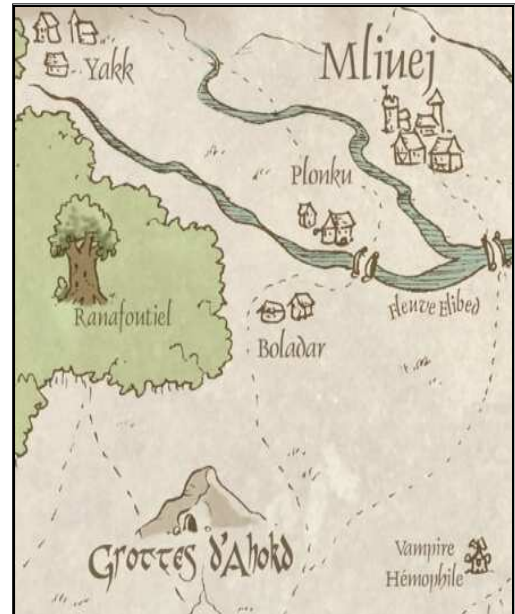 Mliuej
Yakk
Plonku
Ranafoutiel
Fleuve Elibed
Boladar
Grottes d'Ahokd
Vampire
Hémophile